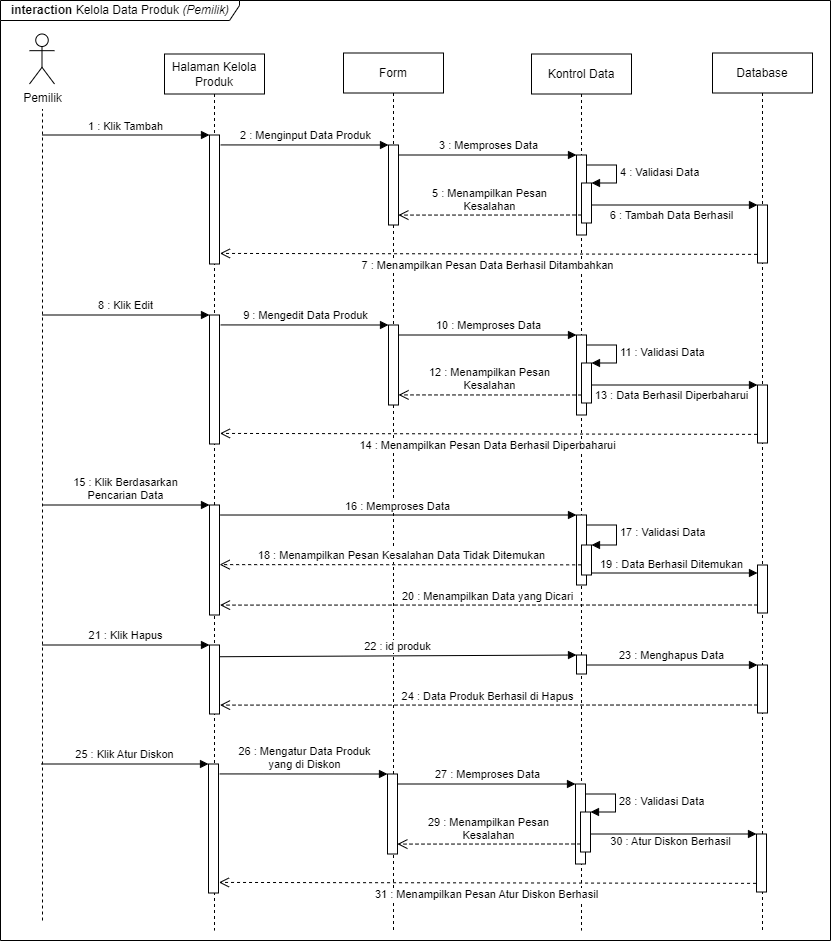 interaction Kelola Data Produk (Pemilik)
Pemilik
Halaman Kelola
Produk
Form
Kontrol Data
Database
1 : Klik Tambah
2 : Menginput Data Produk
3 : Memproses Data
4 : Validasi Data
5 : Menampilkan Pesan
Kesalahan
6 : Tambah Data Berhasil
7 : Menampilkan Pesan Data Berhasil Ditambahkan
8 : Klik Edit
9 : Mengedit Data Produk
10 : Memproses Data
11 : Validasi Data
12 : Menampilkan Pesan
Kesalahan
13 : Data Berhasil Diperbaharui
14 : Menampilkan Pesan Data Berhasil Diperbaharui
15 : Klik Berdasarkan
Pencarian Data
16 : Memproses Data
17 : Validasi Data
18 : Menampilkan Pesan Kesalahan Data Tidak Ditemukan
19 : Data Berhasil Ditemukan
20 : Menampilkan Data yang Dicari
21 : Klik Hapus
22 : id produk
23 : Menghapus Data
24 : Data Produk Berhasil di Hapus
25 : Klik Atur Diskon
26 : Mengatur Data Produk
yang di Diskon
27 : Memproses Data
28 : Validasi Data
29 : Menampilkan Pesan
Kesalahan
30 : Atur Diskon Berhasil
31 : Menampilkan Pesan Atur Diskon Berhasil